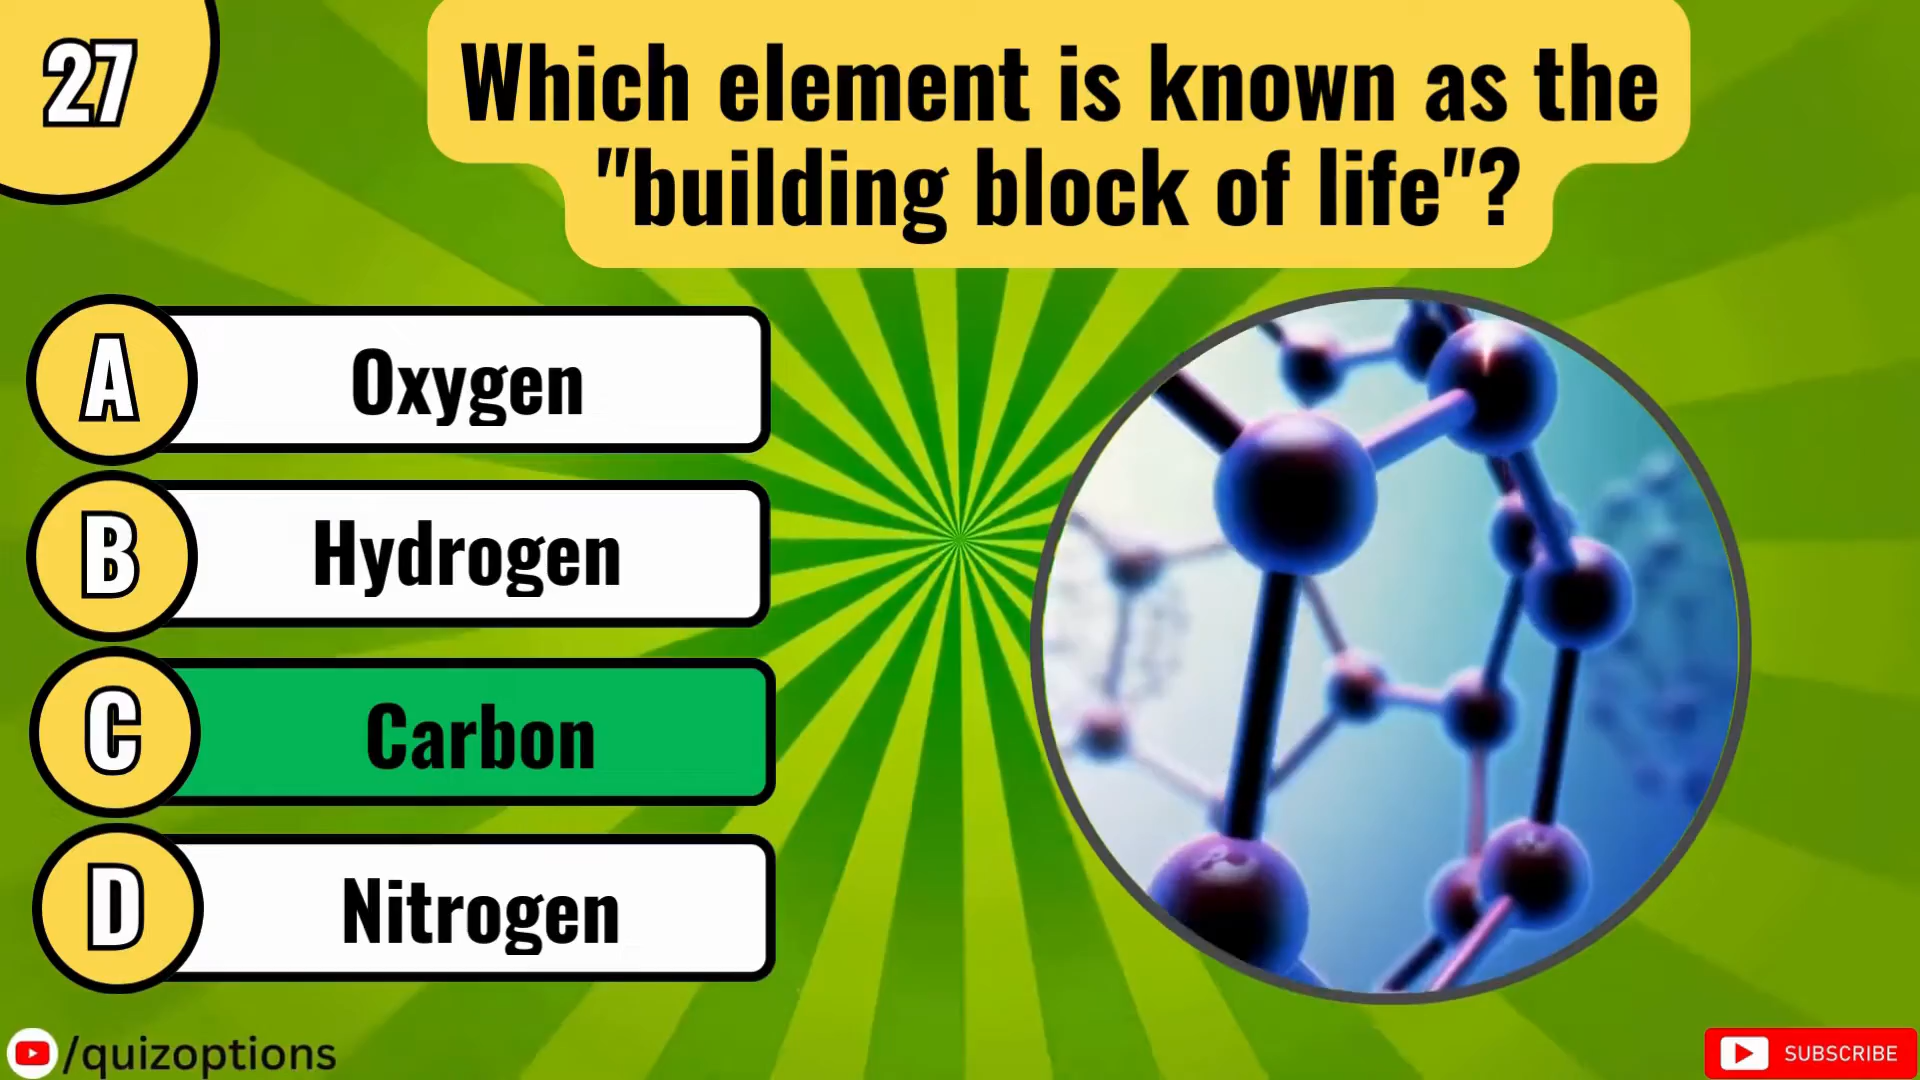 27
Which element is known as the
"building block of life"?
A
Oxygen
B
Hydrogen
C
Carbon
D
Nitrogen
/quizoptions
SUBSCRIBE